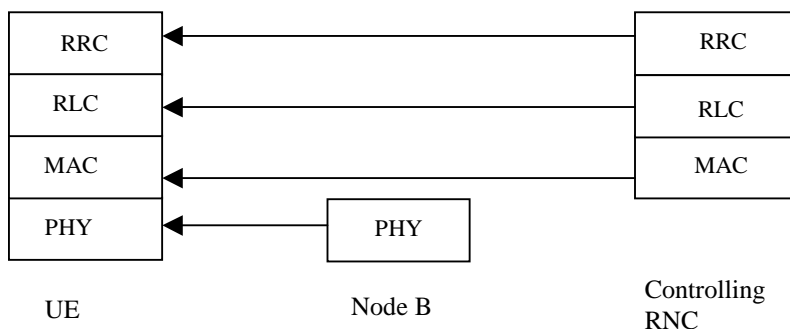 RRC
RRC
RLC
RLC
MAC
MAC
PHY
PHY
UE
Node B
Controlling
RNC